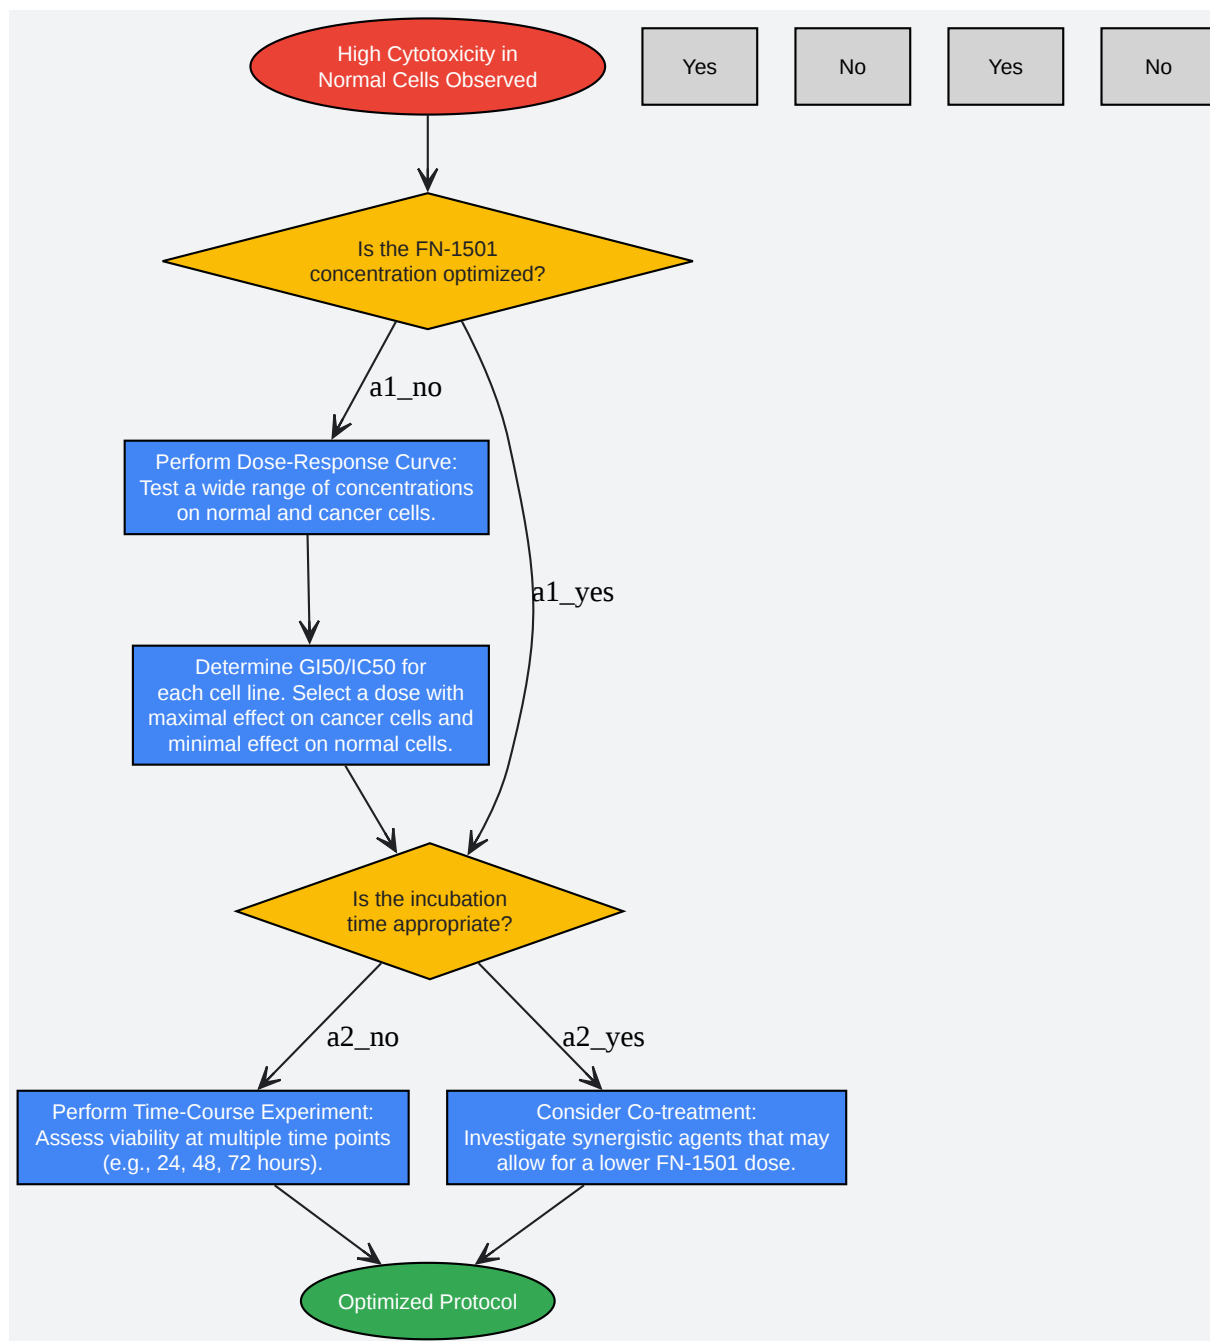 High Cytotoxicity in
Normal Cells Observed
Yes
No
Yes
No
Is the FN-1501
concentration optimized?
a1_no
Perform Dose-Response Curve:
Test a wide range of concentrations
on normal and cancer cells.
a1_yes
Determine GI50/IC50 for
each cell line. Select a dose with
maximal effect on cancer cells and
minimal effect on normal cells.
Is the incubation
time appropriate?
a2_no
a2_yes
Perform Time-Course Experiment:
Assess viability at multiple time points
(e.g., 24, 48, 72 hours).
Consider Co-treatment:
Investigate synergistic agents that may
allow for a lower FN-1501 dose.
Optimized Protocol